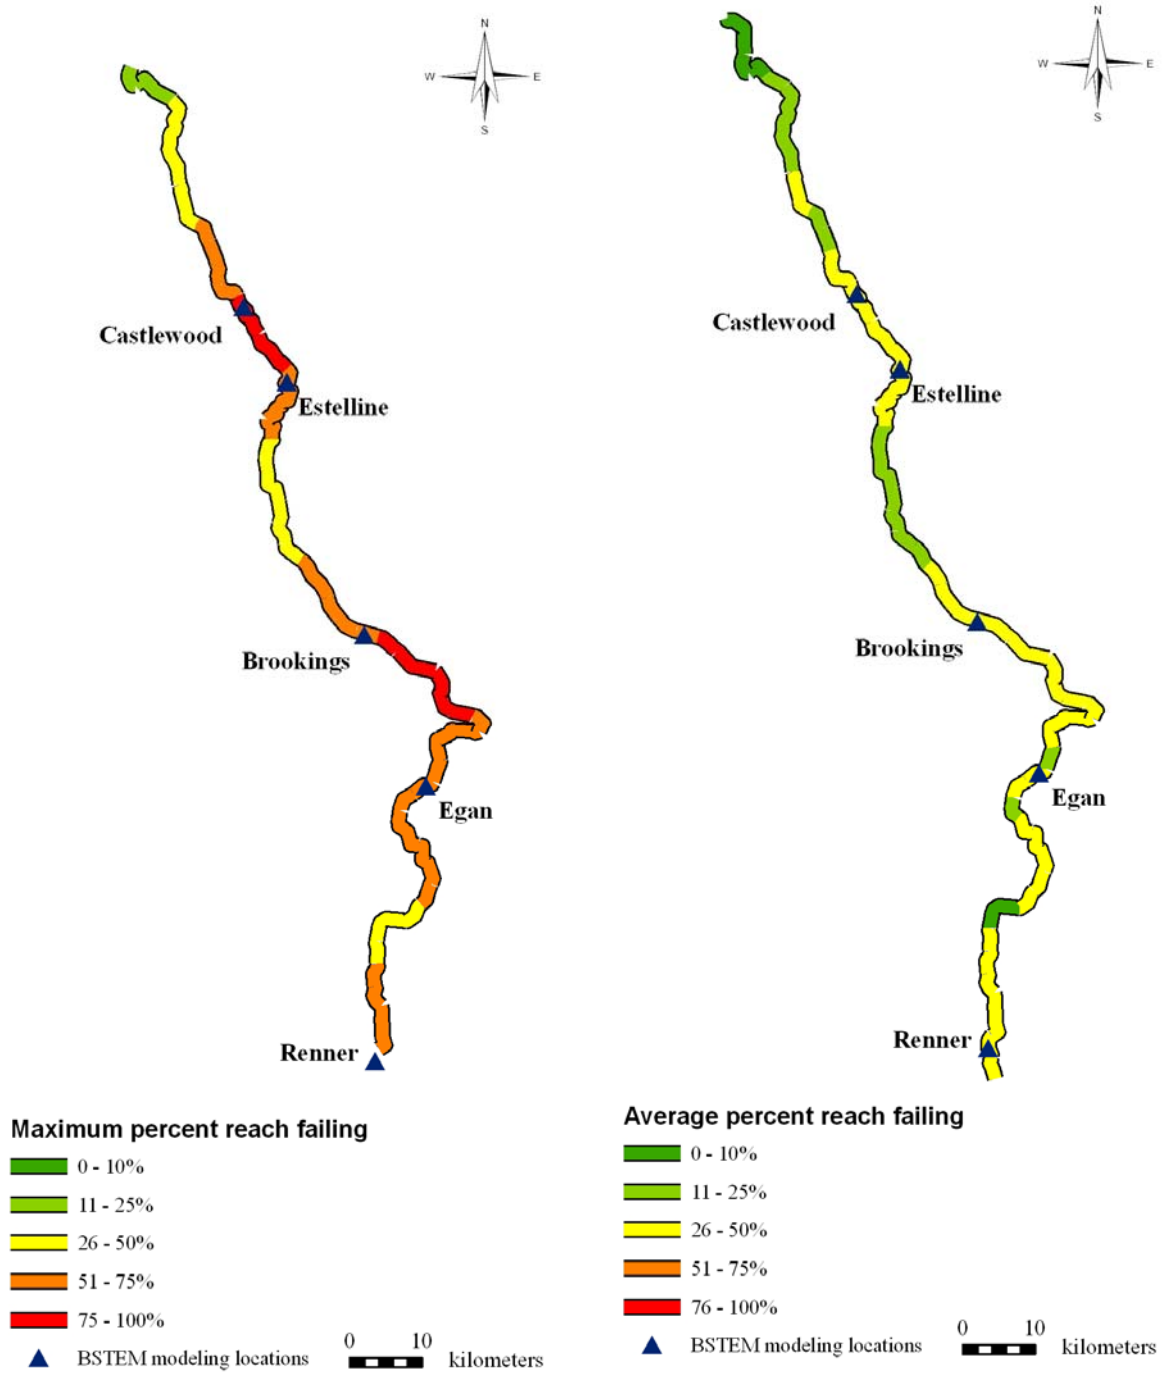 N
W E
S
Castlewood
Estelline
Brookings
Egan
Renner
Maximum percent reach failing
0 - 10%
11 - 25%
26 - 50%
51 - 75%
75 - 100%
BSTEM modeling locations
0 10
kilometers
N
W E
S
Castlewood
Estelline
Brookings
Egan
Renner
Average percent reach failing
0 - 10%
11 - 25%
26 - 50%
51 - 75%
76 - 100%
BSTEM modeling locations
0 10
kilometers